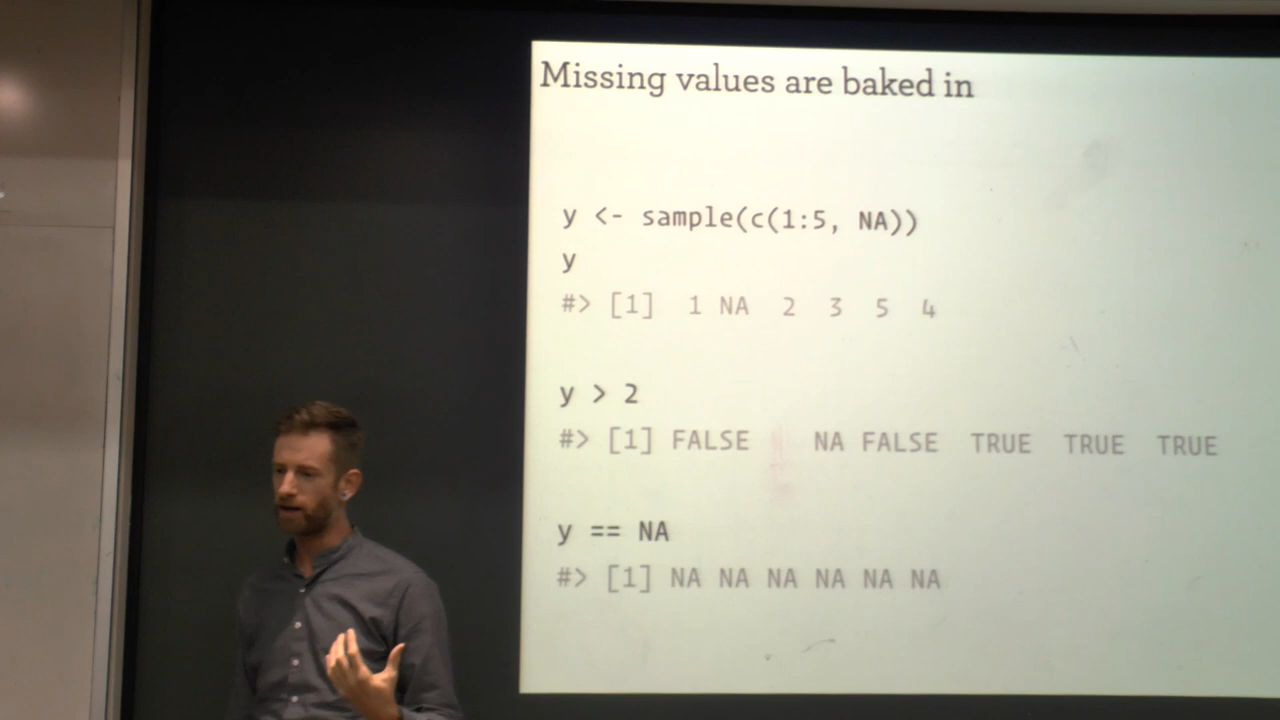 Missing values are baked in
y <- sample(c(1:5, NA))
y
#> [1]  1 NA  2  3  5  4
y > 2
#> [1] FALSE    NA FALSE  TRUE  TRUE  TRUE
y == NA
#> [1] NA NA NA NA NA NA